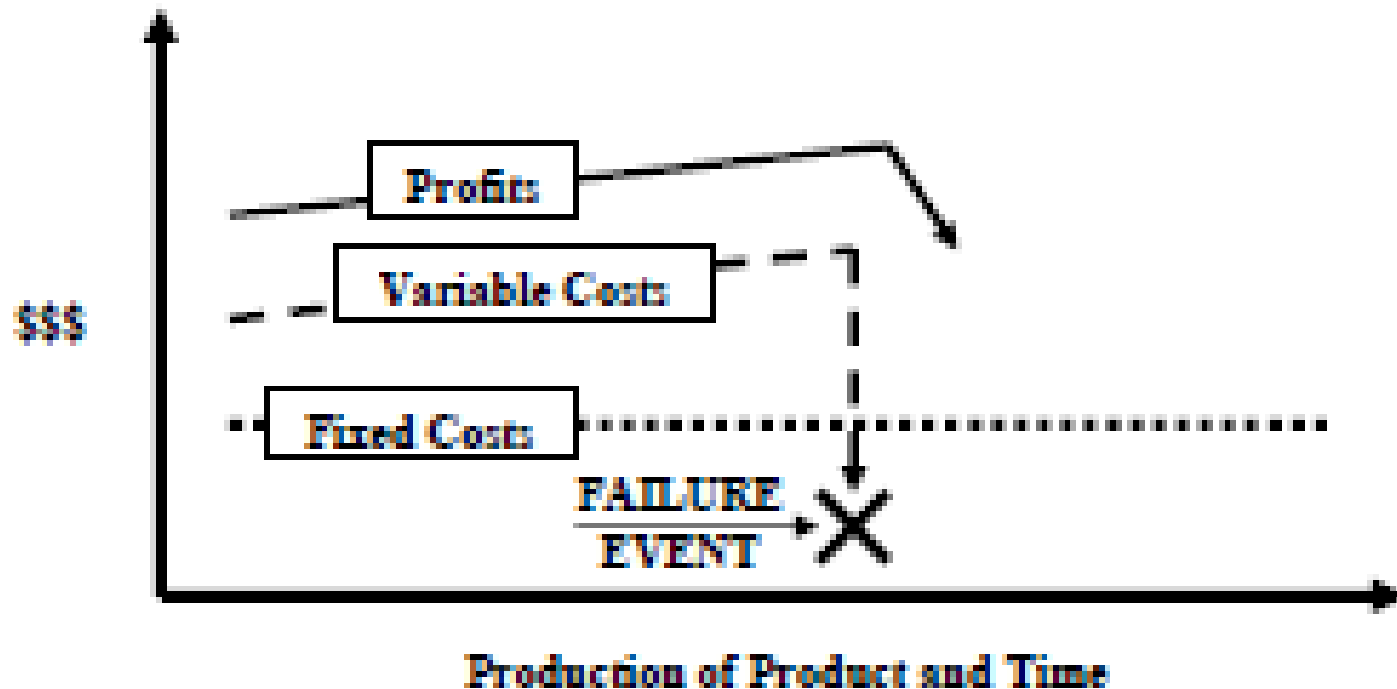 Profits
Variable Costs
$$$
Fixed Costs
FAILURE
EVENT
Production of Product and Time